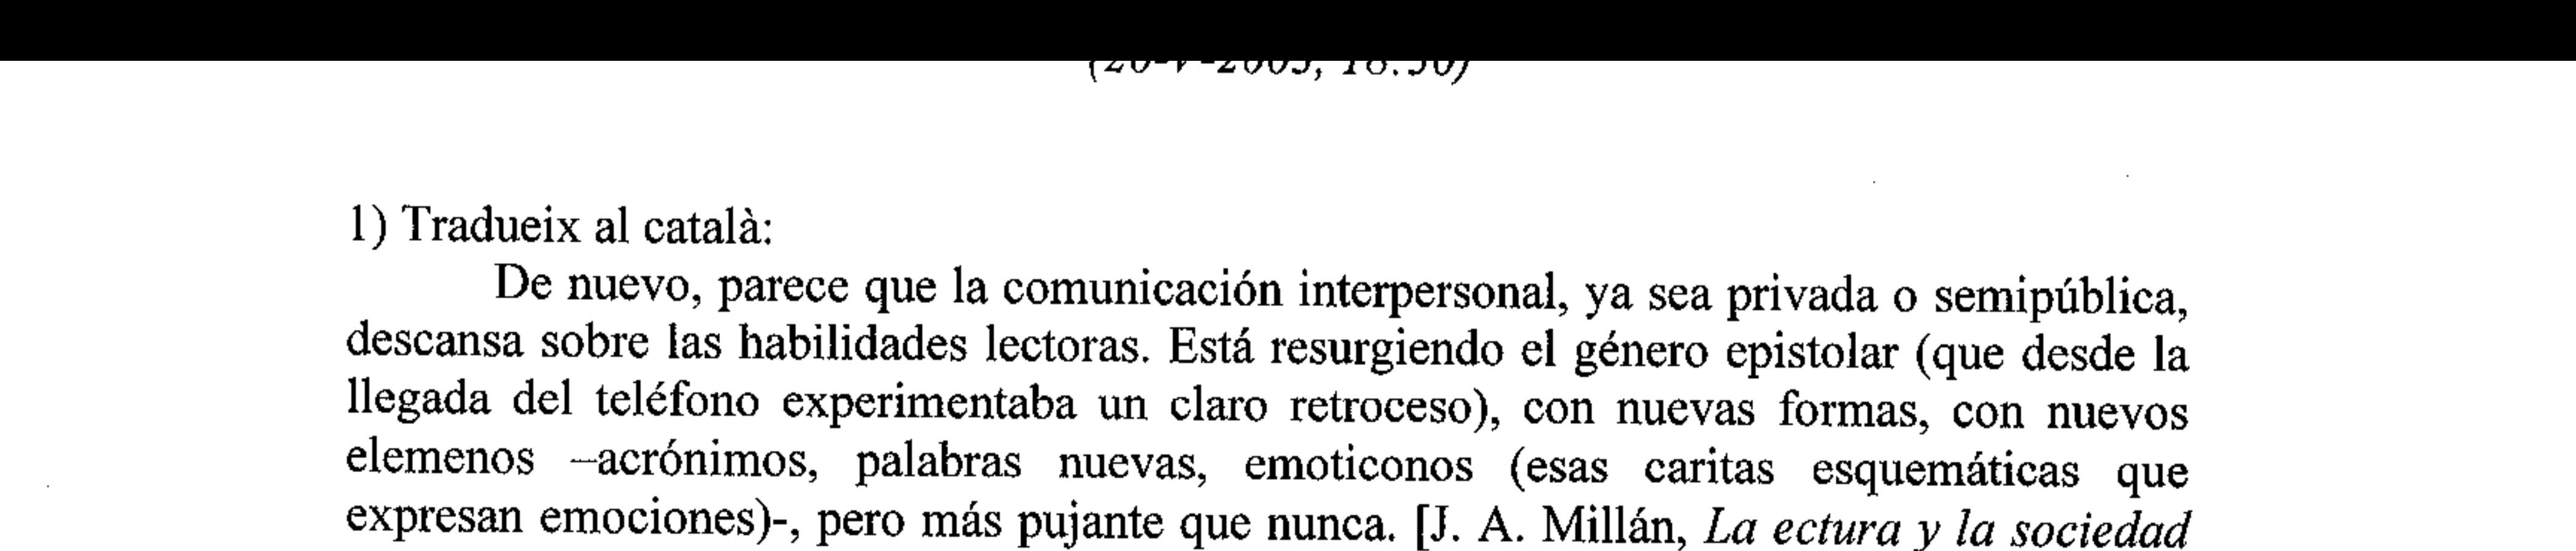 1) Tradueix al català:
De nuevo, parece que la comunicación interpersonal, ya sea privada o semipública,
descansa sobre las habilidades lectoras. Está resurgiendo el género epistolar (que desde la
llegada del teléfono experimentaba un claro retroceso), con nuevas formas, con nuevos
elemenos –acrónimos, palabras nuevas, emoticonos (esas caritas esquemáticas que
expresan emociones)-, pero más pujante que nunca. [J. A. Millán, La ectura y la sociedad